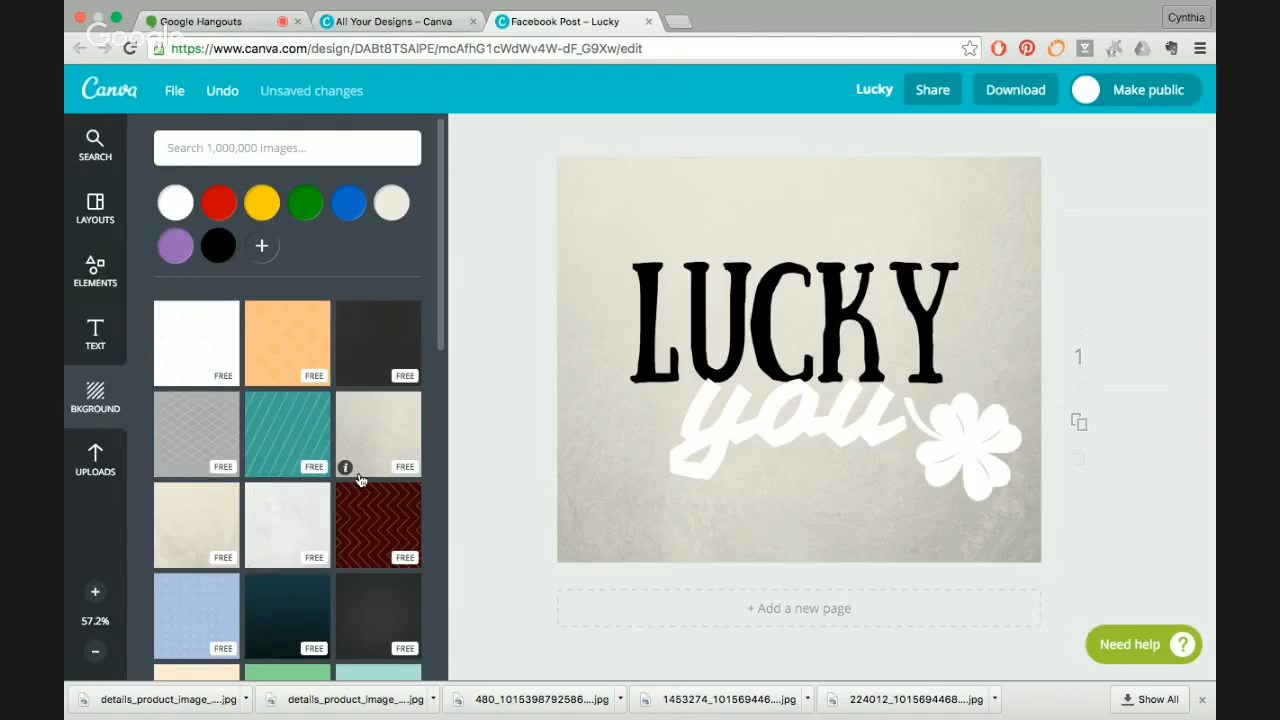 Google Hangouts
All Your Designs – Canva
Facebook Post – Lucky
Cynthia
Google
https://www.canva.com/design/DABt8TSAlPE/mcAfhG1cWdWv4W-dF_G9Xw/edit
Canva
File
Undo
Unsaved changes
Lucky
Share
Download
Make public
SEARCH
LAYOUTS
ELEMENTS
TEXT
BKGROUND
UPLOADS
57.2%
Search 1,000,000 images...
FREE
FREE
FREE
FREE
FREE
FREE
FREE
FREE
FREE
FREE
FREE
FREE
LUCKY
you
1
+ Add a new page
Need help ?
details_product_image_....jpg
details_product_image_....jpg
480_1015398792586....jpg
1453274_101569446....jpg
224012_1015694468....jpg
Show All